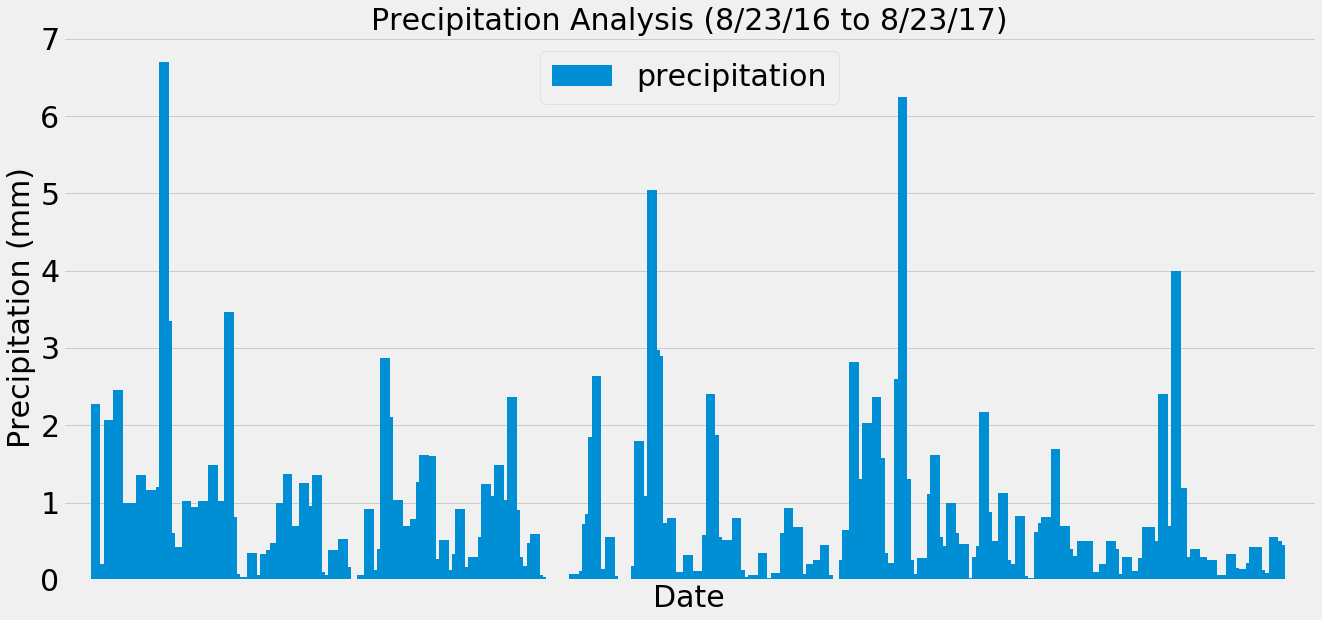 Precipitation Analysis (8/23/16 to 8/23/17)
precipitation
Precipitation (mm)
7
6
5
4
3
2
1
0
Date